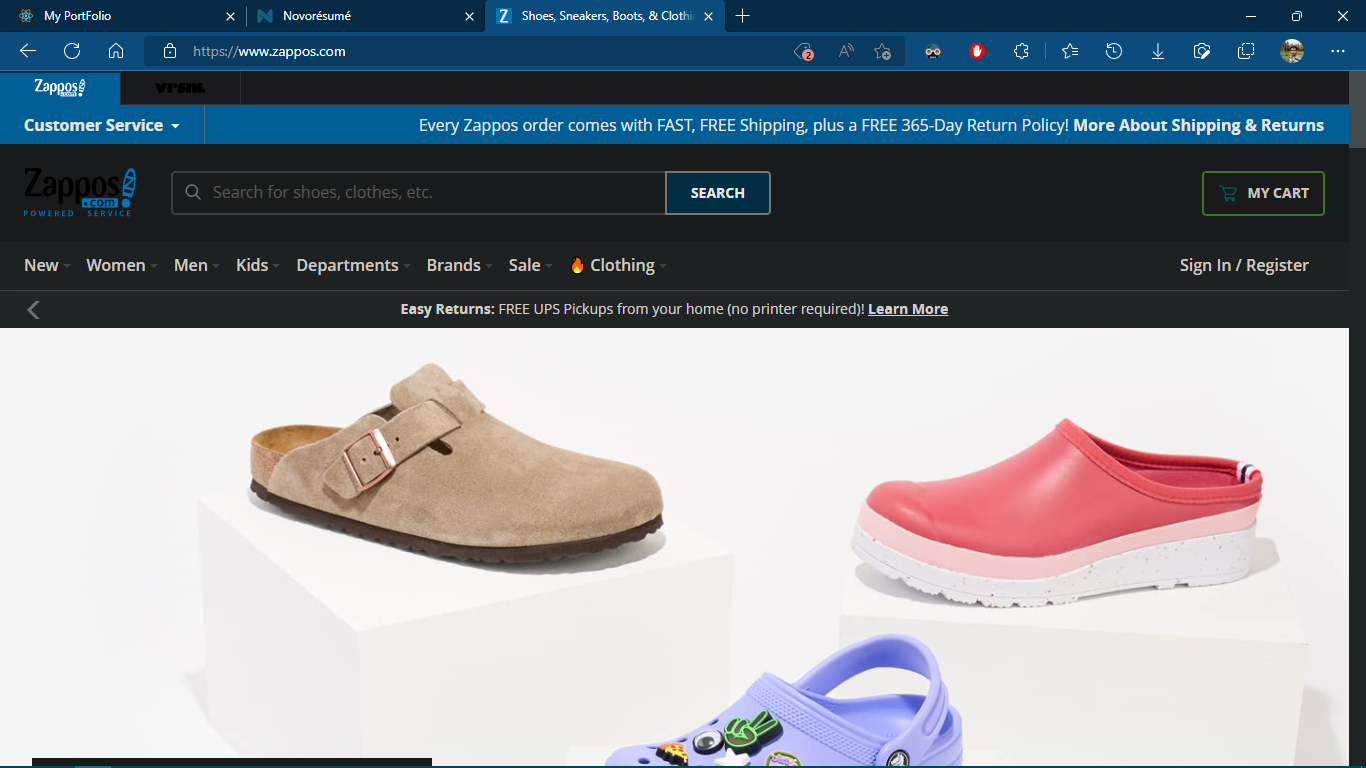 My PortFolio
Novorésumé
Shoes, Sneakers, Boots, & Clothi
https://www.zappos.com
2
Zappos .com
vrsnl
Customer Service
Every Zappos order comes with FAST, FREE Shipping, plus a FREE 365-Day Return Policy! More About Shipping & Returns
Zappos .com
POWERED SERVICE
Search for shoes, clothes, etc.
SEARCH
MY CART
New Women Men Kids Departments Brands Sale 🔥 Clothing
Sign In / Register
Easy Returns: FREE UPS Pickups from your home (no printer required)! Learn More